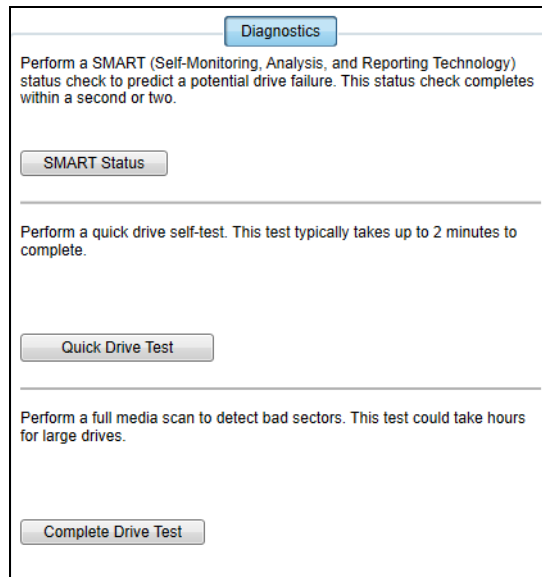 Diagnostics
Perform a SMART (Self-Monitoring, Analysis, and Reporting Technology)
status check to predict a potential drive failure. This status check completes
within a second or two.
SMART Status
Perform a quick drive self-test. This test typically takes up to 2 minutes to
complete.
Quick Drive Test
Perform a full media scan to detect bad sectors. This test could take hours
for large drives.
Complete Drive Test